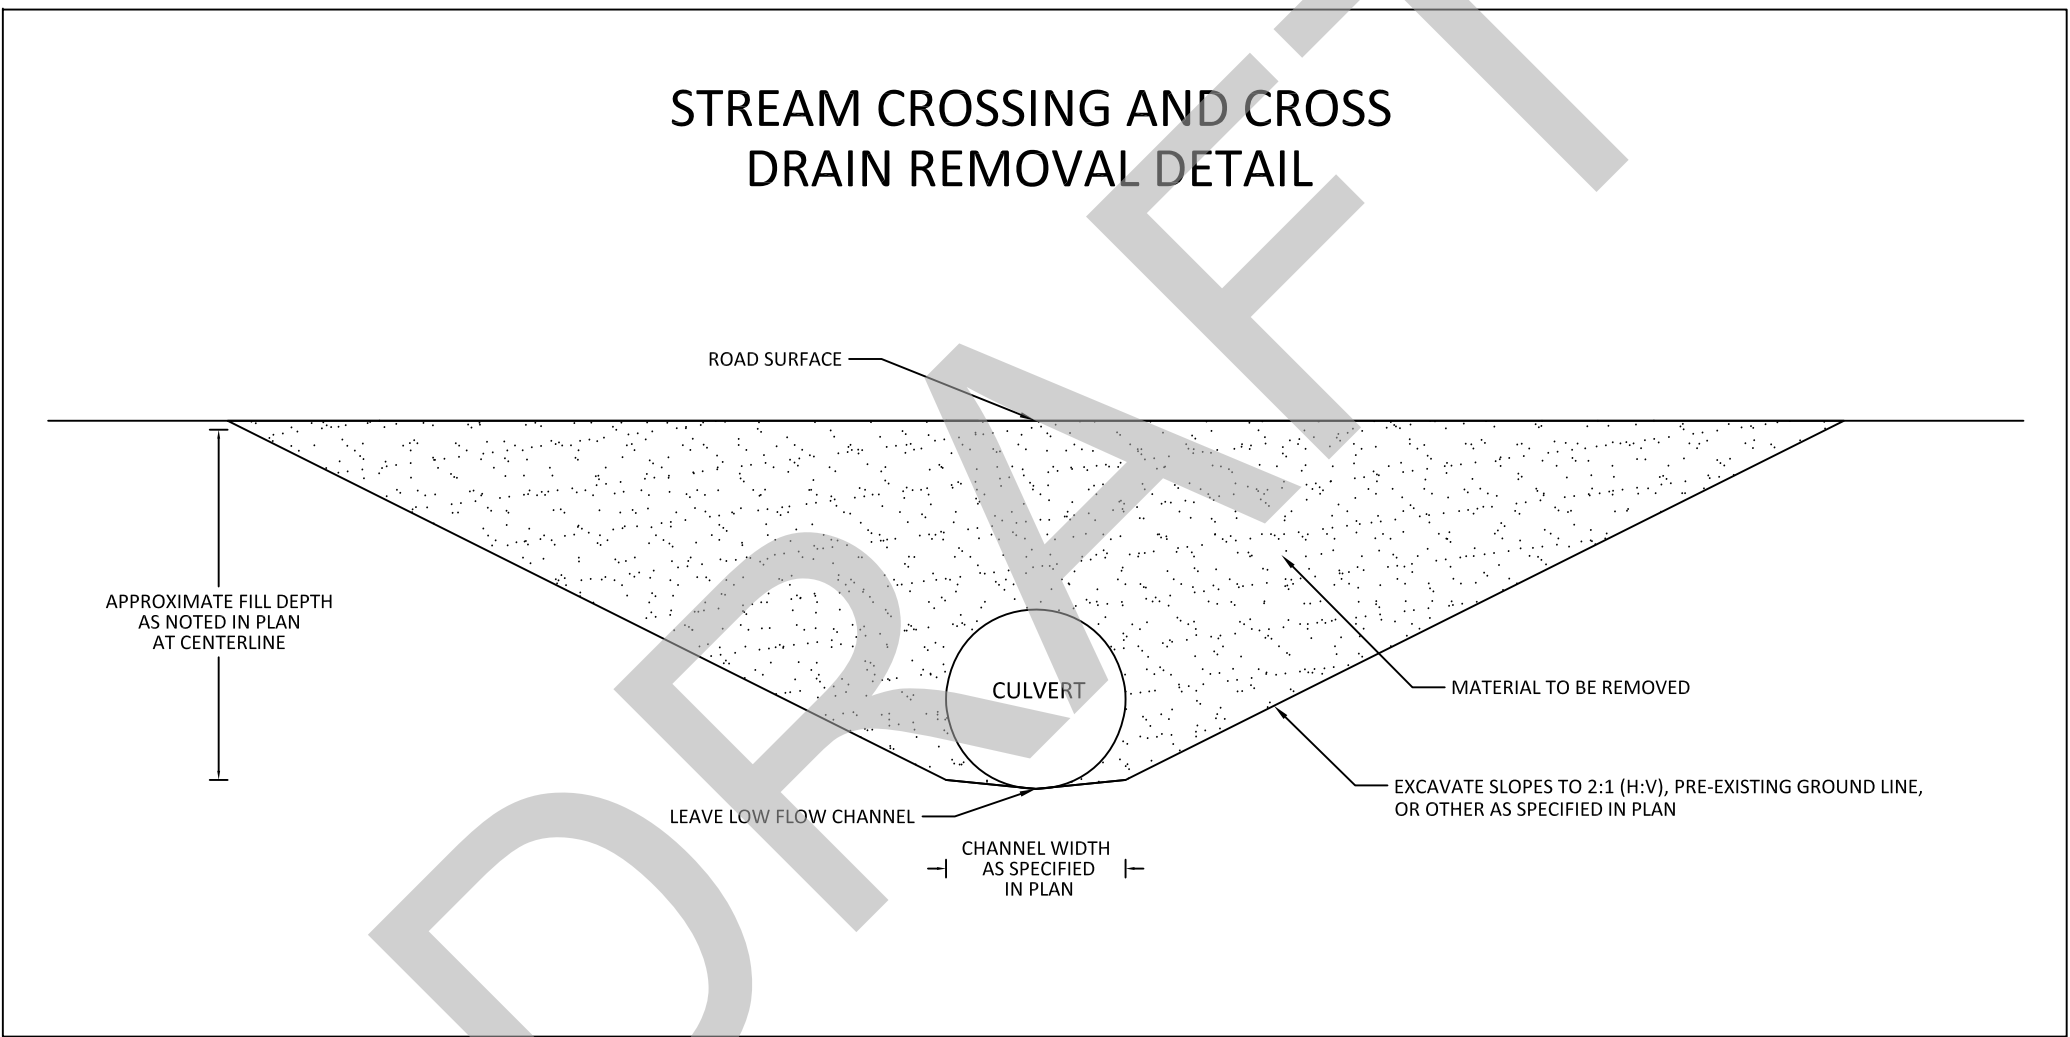 STREAM CROSSING AND CROSS
DRAIN REMOVAL DETAIL
ROAD SURFACE
APPROXIMATE FILL DEPTH
AS NOTED IN PLAN
AT CENTERLINE
CULVERT
MATERIAL TO BE REMOVED
EXCAVATE SLOPES TO 2:1 (H:V), PRE-EXISTING GROUND LINE,
OR OTHER AS SPECIFIED IN PLAN
LEAVE LOW FLOW CHANNEL
CHANNEL WIDTH
AS SPECIFIED
IN PLAN
DRAFT